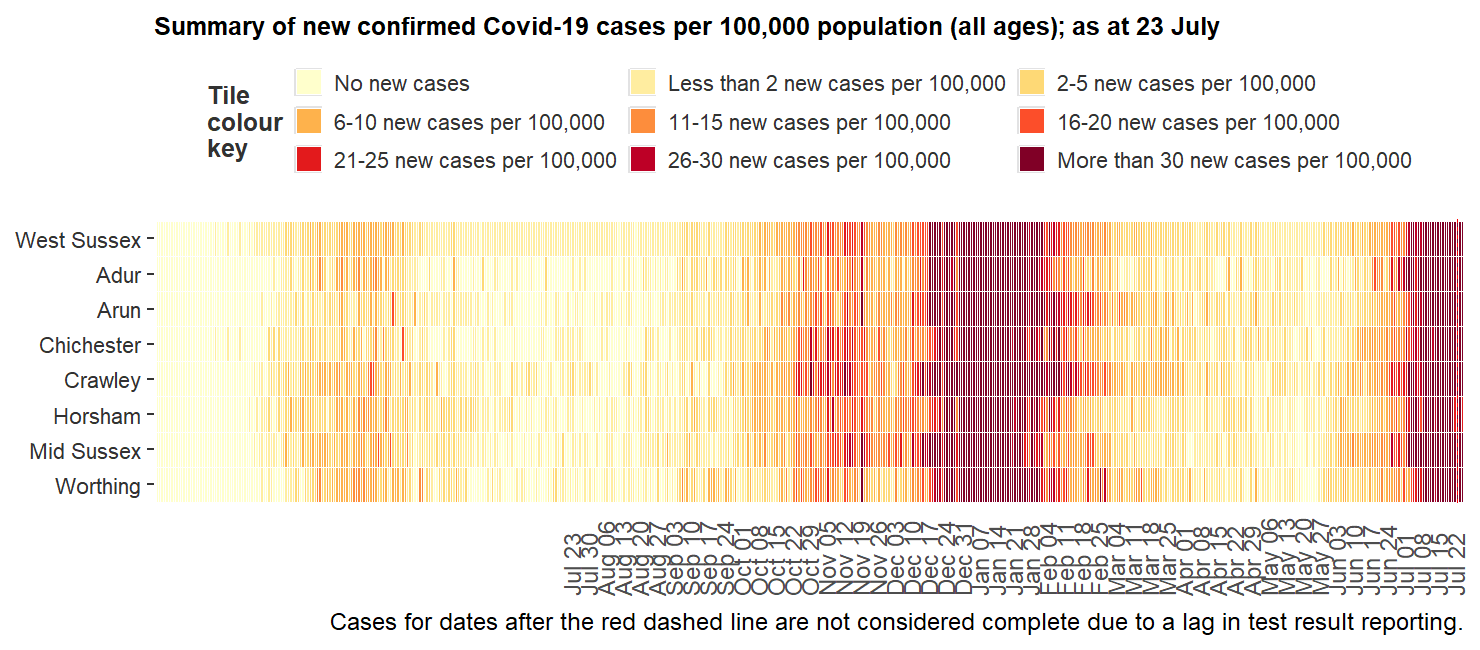 Summary of new confirmed Covid-19 cases per 100,000 population (all ages); as at 23 July
Tile colour key
No new cases
Less than 2 new cases per 100,000
2-5 new cases per 100,000
6-10 new cases per 100,000
11-15 new cases per 100,000
16-20 new cases per 100,000
21-25 new cases per 100,000
26-30 new cases per 100,000
More than 30 new cases per 100,000
West Sussex
Adur
Arun
Chichester
Crawley
Horsham
Mid Sussex
Worthing
Jul 23
Jul 30
Aug 06
Aug 13
Aug 20
Aug 27
Sep 03
Sep 10
Sep 17
Sep 24
Oct 01
Oct 08
Oct 15
Oct 22
Oct 29
Nov 05
Nov 12
Nov 19
Nov 26
Dec 03
Dec 10
Dec 17
Dec 24
Dec 31
Jan 07
Jan 14
Jan 21
Jan 28
Feb 04
Feb 11
Feb 18
Feb 25
Mar 04
Mar 11
Mar 18
Mar 25
Apr 01
Apr 08
Apr 15
Apr 22
Apr 29
May 06
May 13
May 20
May 27
Jun 03
Jun 10
Jun 17
Jun 24
Jul 01
Jul 08
Jul 15
Jul 22
Cases for dates after the red dashed line are not considered complete due to a lag in test result reporting.